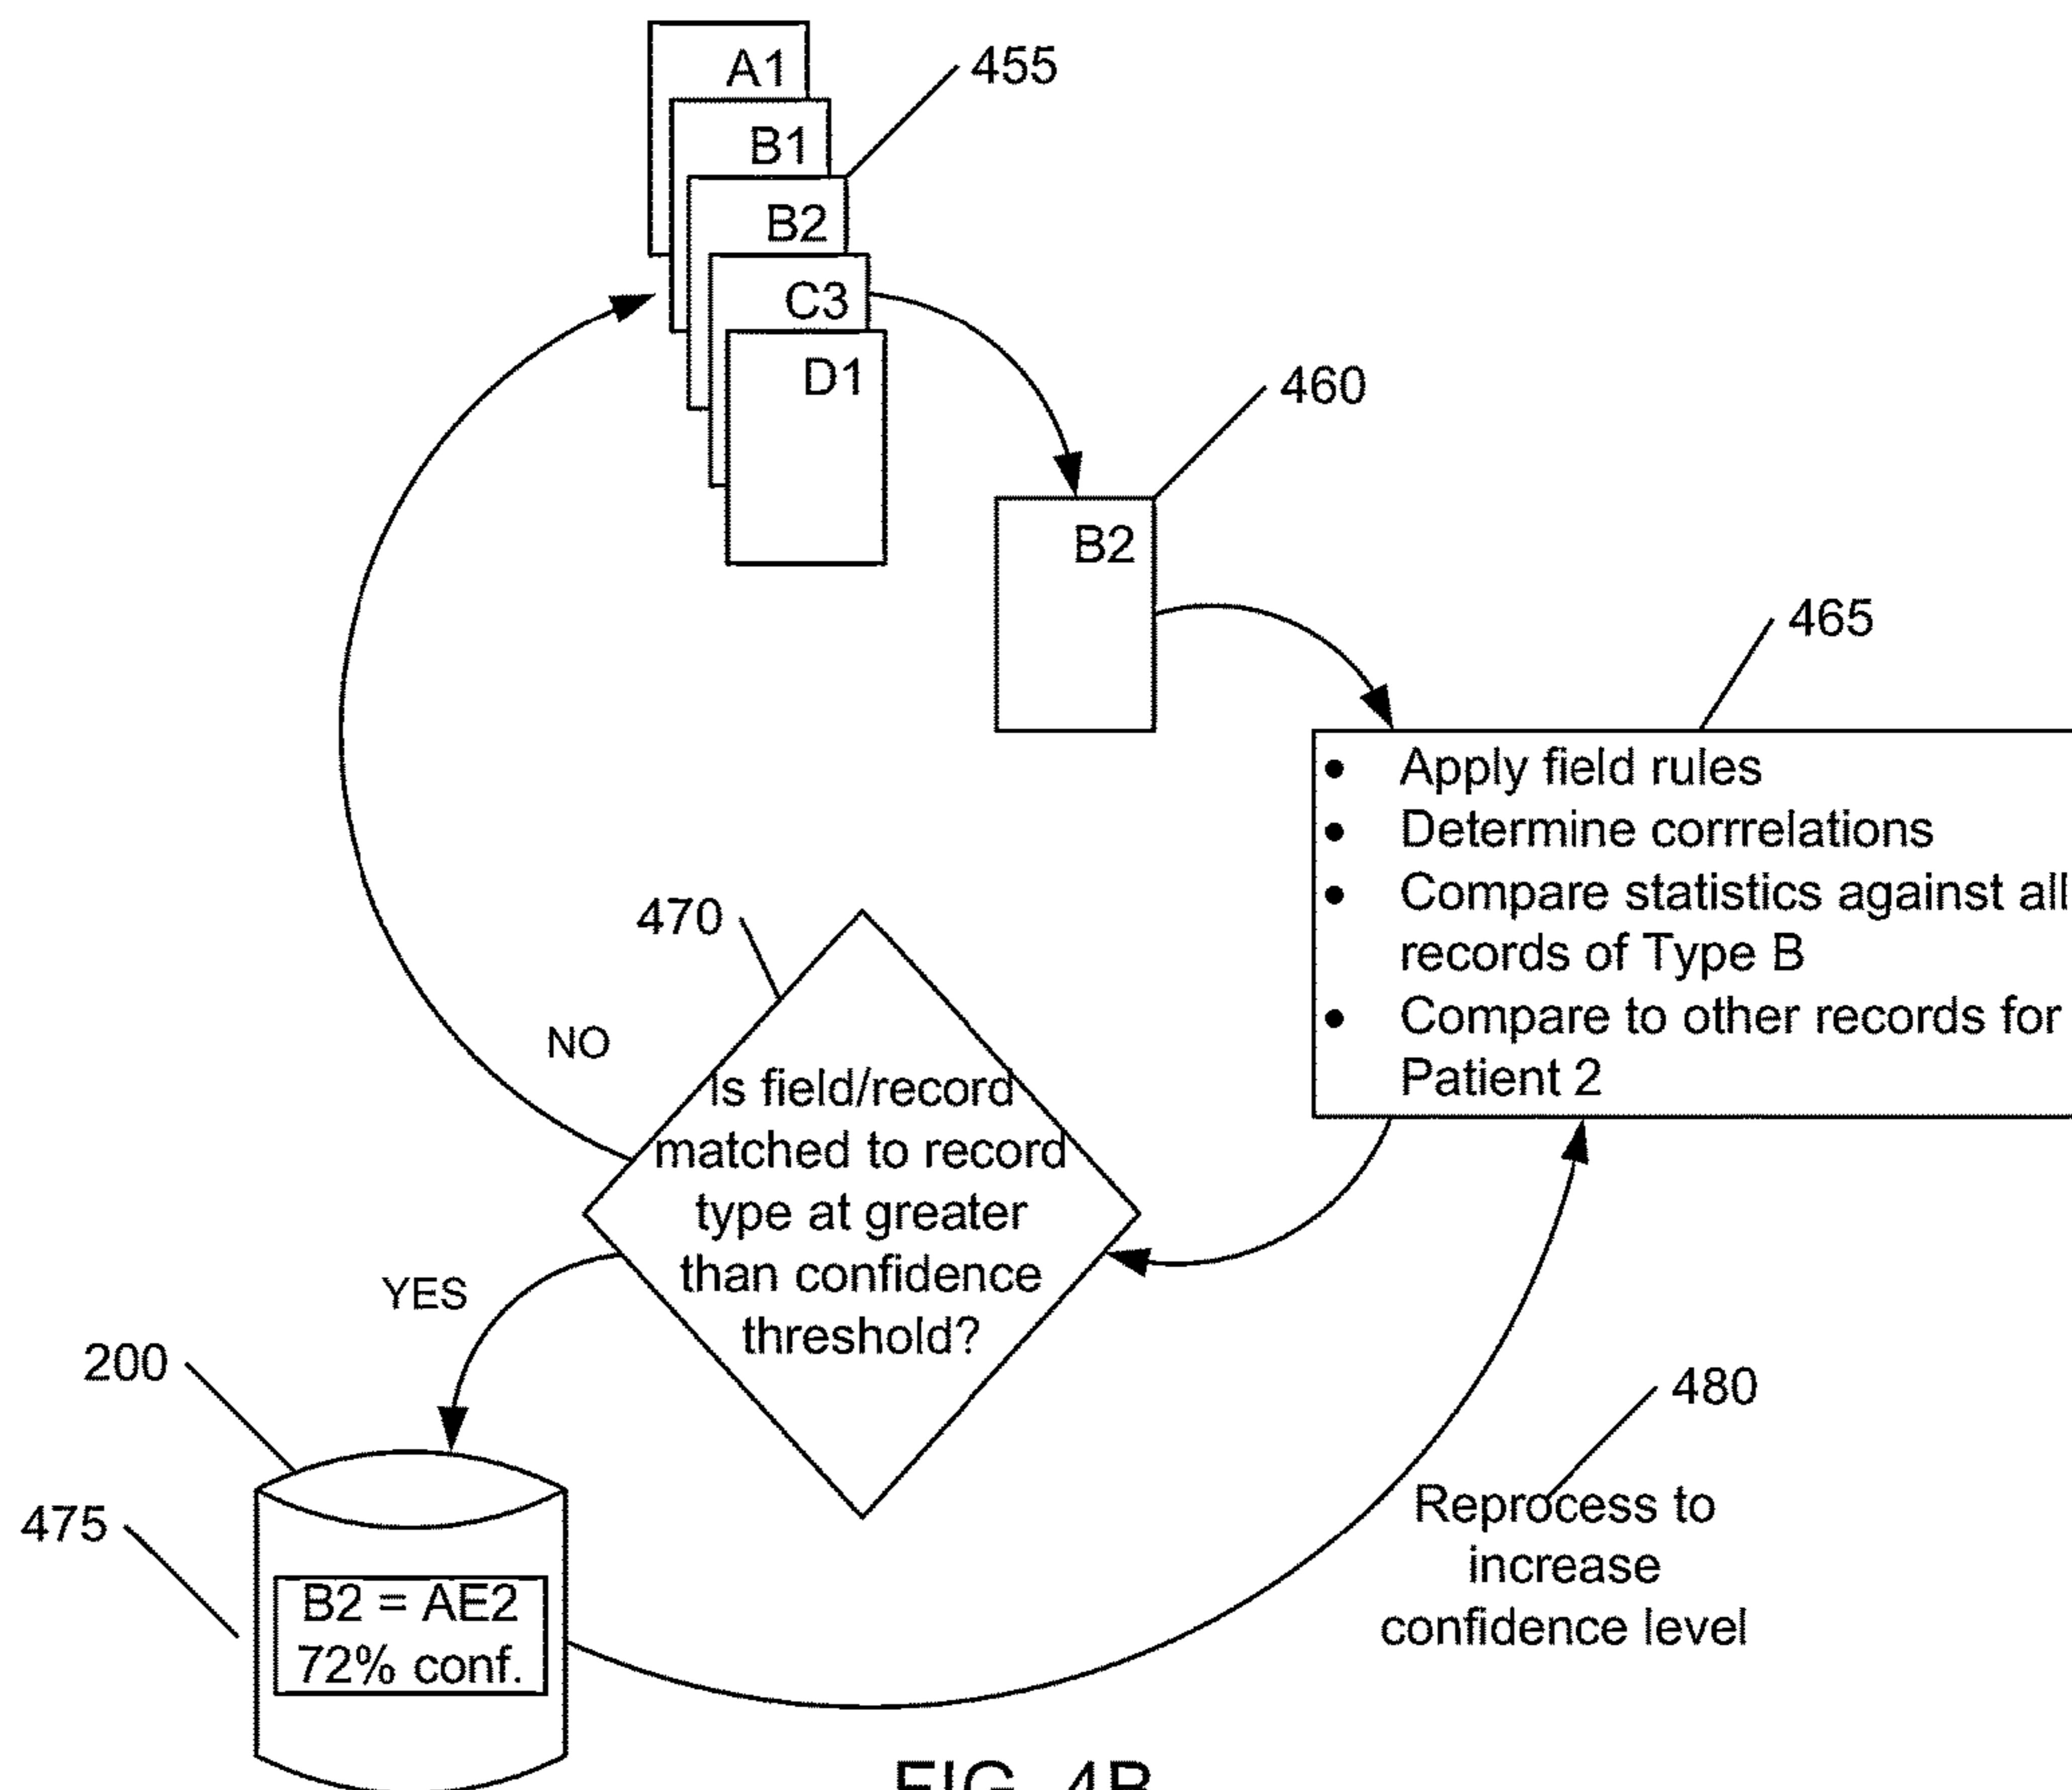 A1
455
B1
B2
C3
D1
460
B2
465
• Apply field rules
• Determine corrrelations
• Compare statistics against all
records of Type B
• Compare to other records for
Patient 2
470
NO
Is field/record
matched to record
type at greater
than confidence
threshold?
YES
200
480
Reprocess to
increase
confidence level
475
B2 = AE2
72% conf.
FIG. 4B